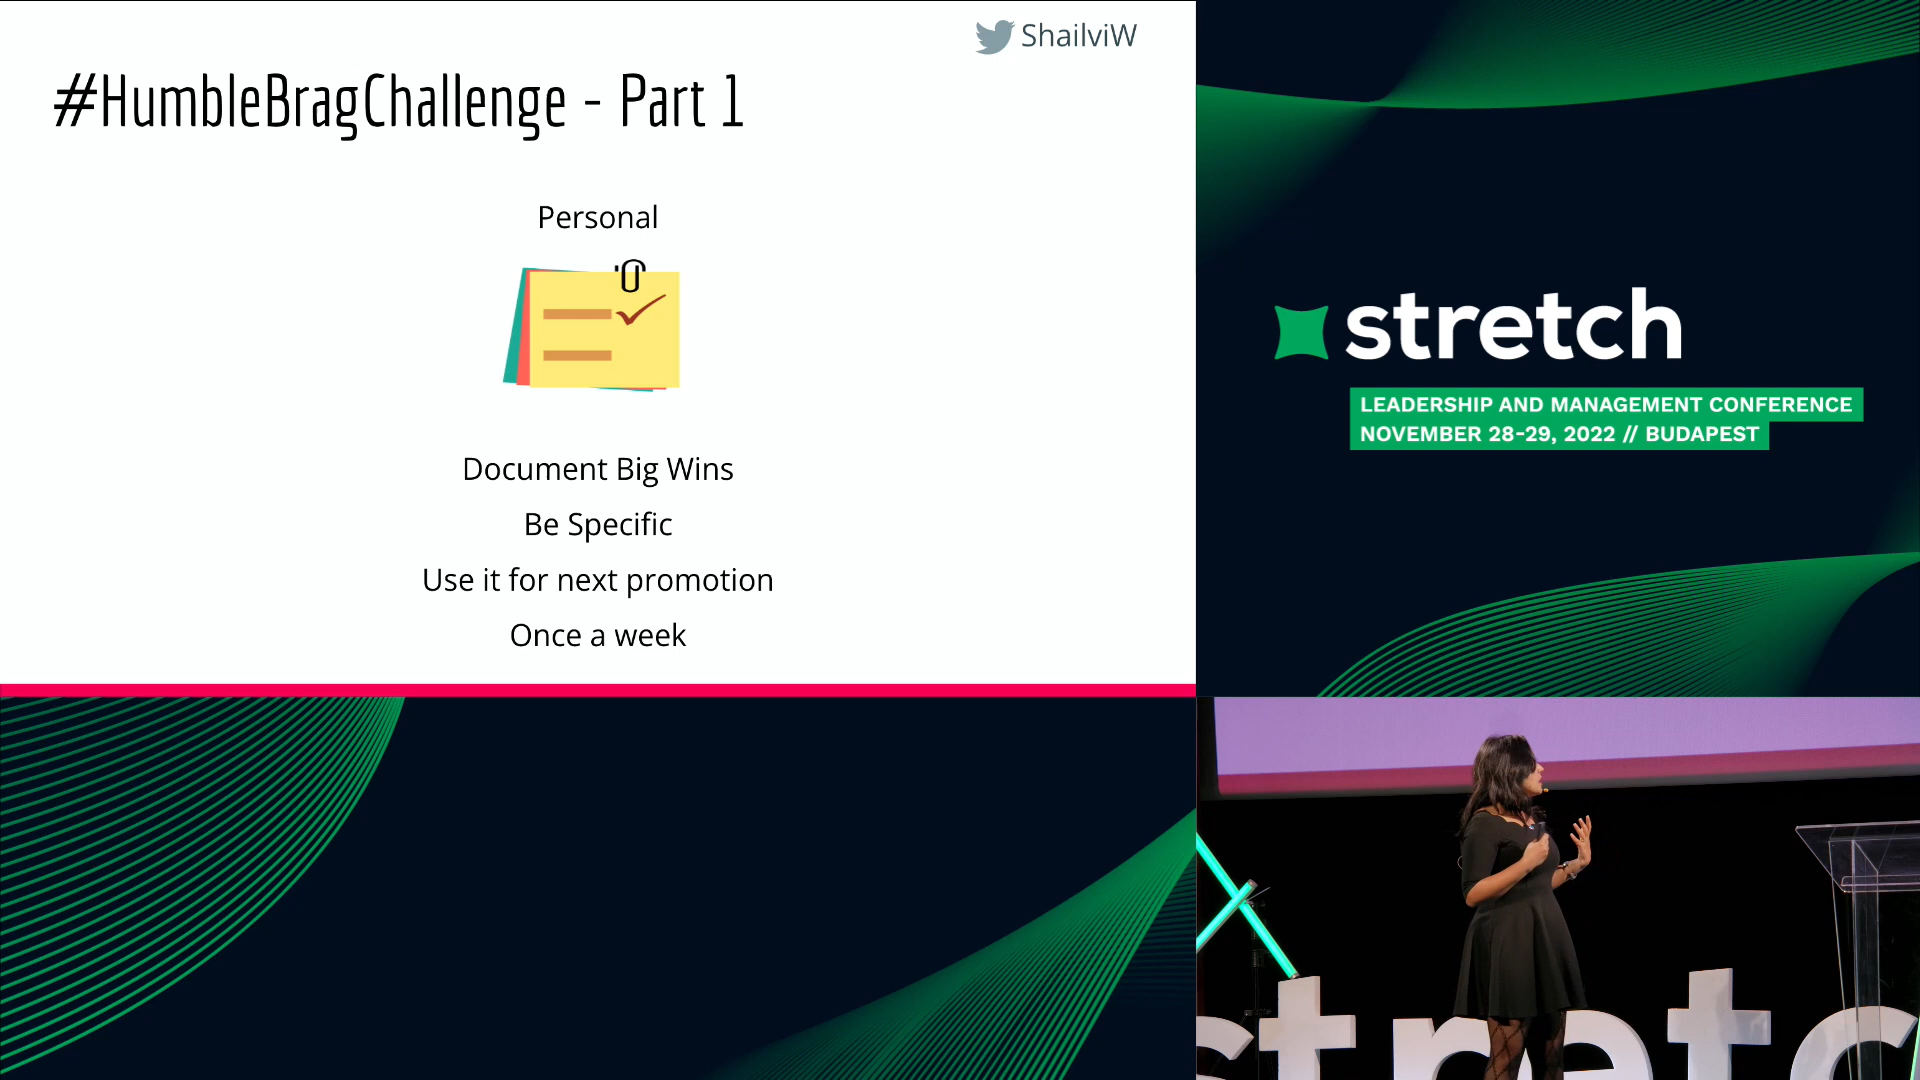 ShailviW
#HumbleBragChallenge - Part 1
Personal
Document Big Wins
Be Specific
Use it for next promotion
Once a week
stretch
LEADERSHIP AND MANAGEMENT CONFERENCE
NOVEMBER 28-29, 2022 // BUDAPEST
stretc